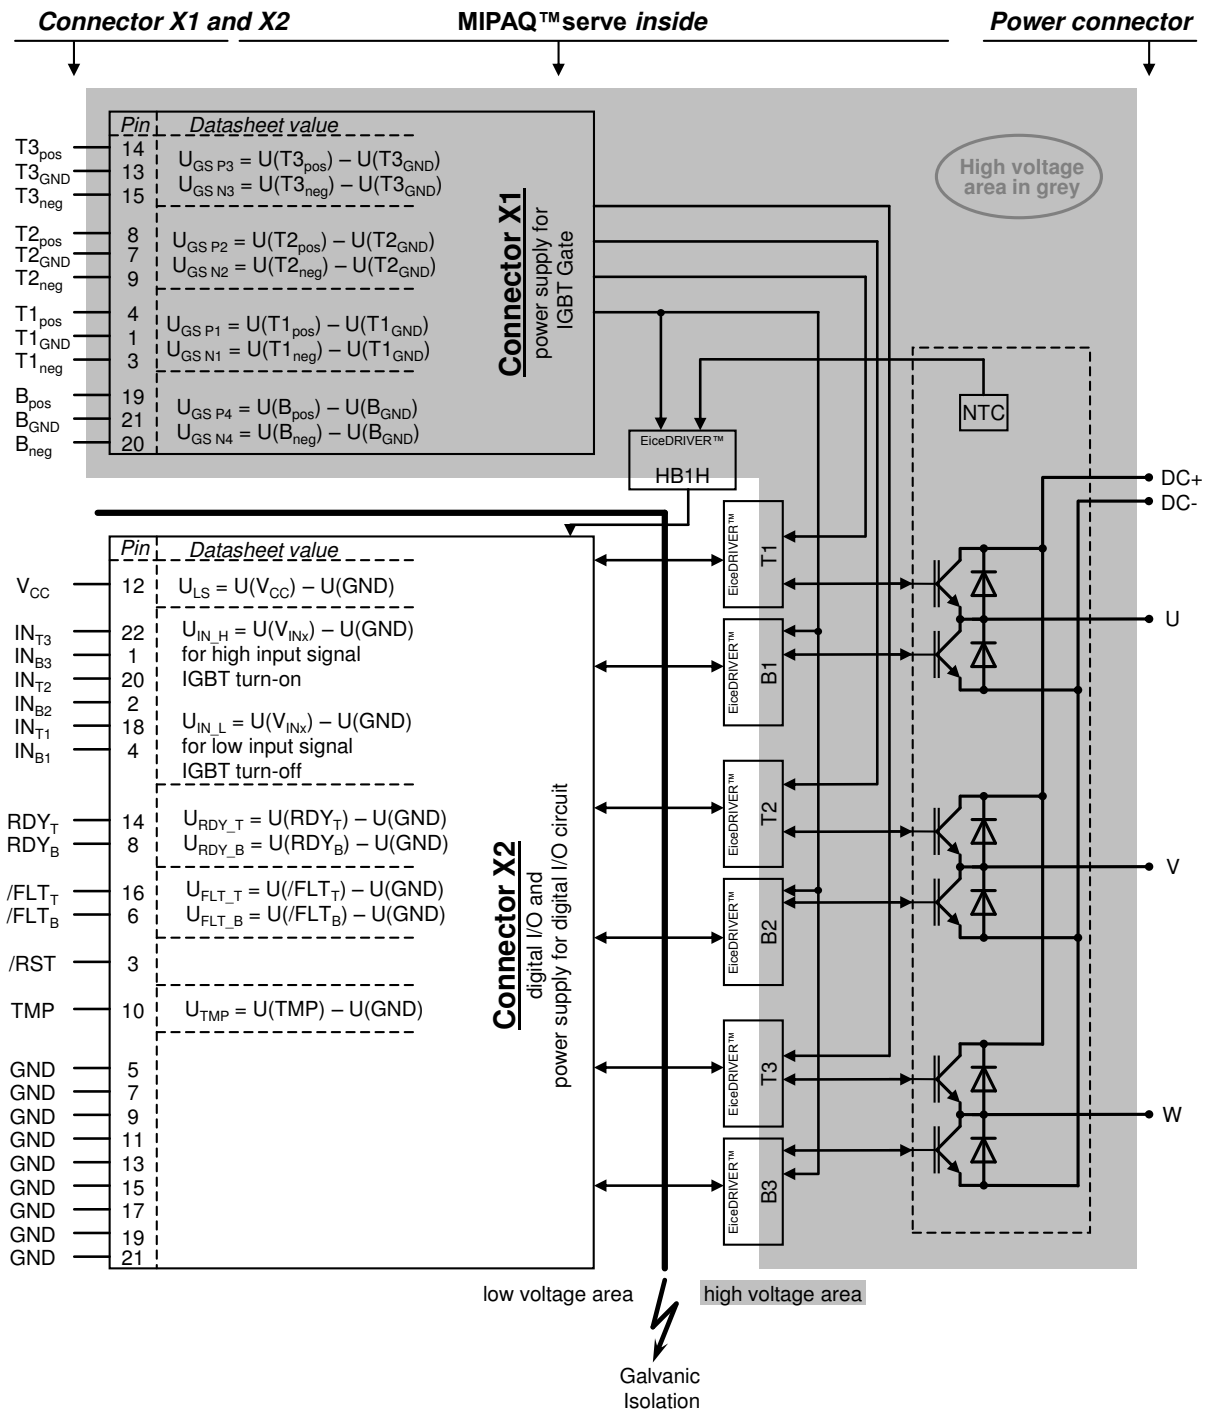 Connector X1 and X2 MIPAQ™serve inside Power connector
Pin Datasheet value
T3pos 14
T3GND 13
T3neg 15
UGS P3 = U(T3pos) – U(T3GND)
UGS N3 = U(T3neg) – U(T3GND)
T2pos 8
T2GND 7
T2neg 9
UGS P2 = U(T2pos) – U(T2GND)
UGS N2 = U(T2neg) – U(T2GND)
T1pos 4
T1GND 1
T1neg 3
UGS P1 = U(T1pos) – U(T1GND)
UGS N1 = U(T1neg) – U(T1GND)
Bpos 19
BGND 21
Bneg 20
UGS P4 = U(Bpos) – U(BGND)
UGS N4 = U(Bneg) – U(BGND)
Connector X1
power supply for
IGBT Gate
High voltage
area in grey
NTC
EiceDRIVER™
HB1H
DC+
DC-
Pin Datasheet value
VCC 12 ULS = U(VCC) – U(GND)
INT3 22
INB3 1
INT2 20
INB2 2
INT1 18
INB1 4
UIN_H = U(VINx) – U(GND)
for high input signal
IGBT turn-on
UIN_L = U(VINx) – U(GND)
for low input signal
IGBT turn-off
RDYT 14 URDY_T = U(RDYT) – U(GND)
RDYB 8 URDY_B = U(RDYB) – U(GND)
/FLTT 16 UFLT_T = U(/FLTT) – U(GND)
/FLTB 6 UFLT_B = U(/FLTB) – U(GND)
/RST 3
TMP 10 UTMP = U(TMP) – U(GND)
GND 5
GND 7
GND 9
GND 11
GND 13
GND 15
GND 17
GND 19
GND 21
Connector X2
digital I/O and
power supply for digital I/O circuit
EiceDRIVER™
T1
EiceDRIVER™
B1
EiceDRIVER™
T2
EiceDRIVER™
B2
EiceDRIVER™
T3
EiceDRIVER™
B3
U
V
W
low voltage area
high voltage area
Galvanic
Isolation